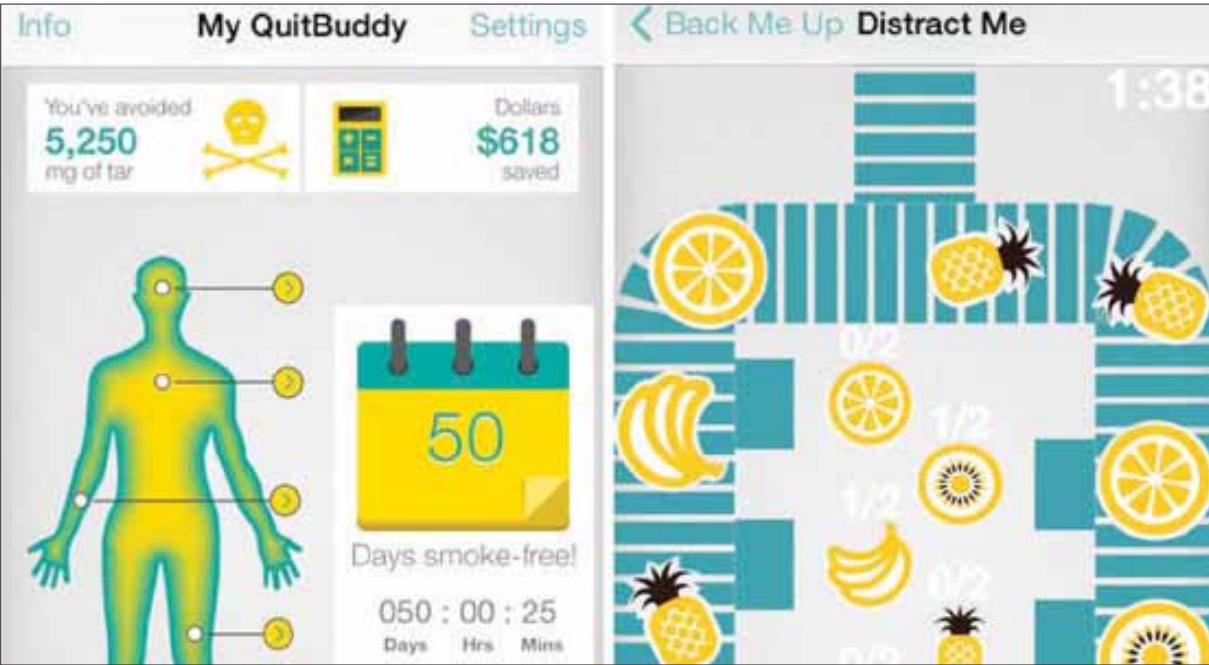 Info My QuitBuddy Settings
You've avoided
5,250
mg of tar
Dollars
$618
saved
50
Days smoke-free!
050 : 00 : 25
Days Hrs Mins
Back Me Up Distract Me
1:38
0/2
1/2
1/2
0/2
0/2